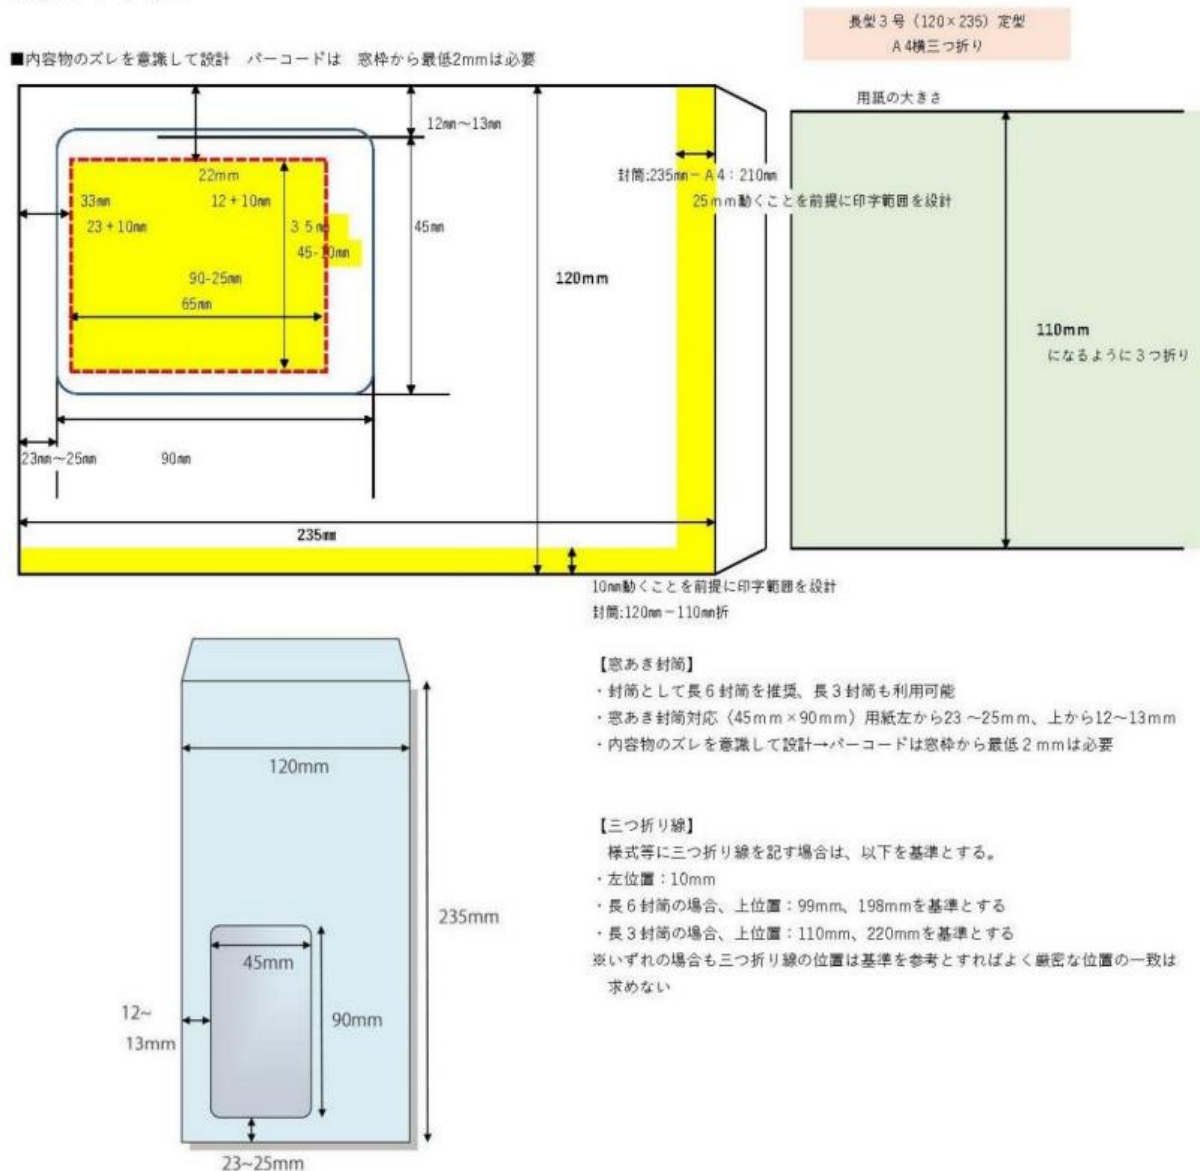 長型３号（120×235）定型
Ａ4横三つ折り
■内容物のズレを意識して設計　バーコードは　窓枠から最低2mmは必要
用紙の大きさ
12㎜～13㎜
封筒:235㎜－Ａ4：210㎜
25ｍｍ動くことを前提に印字範囲を設計
22mm
33㎜
12＋10㎜
23＋10㎜
３５㎜
45㎜
45-10㎜
90-25㎜
120mm
65㎜
110mm
になるように３つ折り
23㎜～25㎜
90㎜
235㎜
10㎜動くことを前提に印字範囲を設計
封筒:120㎜－110㎜折
【窓あき封筒】
・封筒として長６封筒を推奨、長３封筒も利用可能
・窓あき封筒対応（45ｍｍ×90ｍｍ）用紙左から23 ～25ｍｍ、上から12～13ｍｍ
・内容物のズレを意識して設計→バーコードは窓枠から最低２ｍｍは必要
120mm
【三つ折り線】
様式等に三つ折り線を記す場合は、以下を基準とする。
・左位置：10mm
・長６封筒の場合、上位置：99mm、198mmを基準とする
・長３封筒の場合、上位置：110mm、220mmを基準とする
※いずれの場合も三つ折り線の位置は基準を参考とすればよく厳密な位置の一致は
求めない
235mm
45mm
12~
13mm
90mm
23~25mm